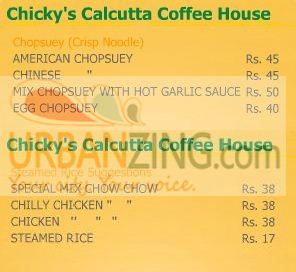 Chicky's Calcutta Coffee House
Chopsuey (Crisp Noodle)
AMERICAN CHOPSUEY Rs. 45
CHINESE " Rs. 45
MIX CHOPSUEY WITH HOT GARLIC SAUCE Rs. 50
EGG CHOPSUEY Rs. 40
URBANZING.com
Chicky's Calcutta Coffee House
Steamed Rice Suggestions
SPECIAL MIX CHOW CHOW Rs. 38
CHILLY CHICKEN " " Rs. 38
CHICKEN " " " Rs. 38
STEAMED RICE Rs. 17